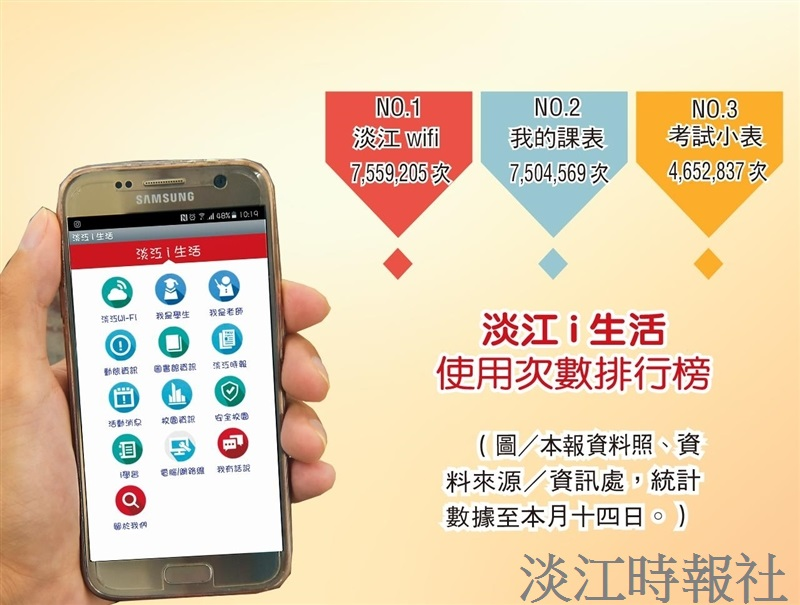 NO.1
淡江 wifi
7,559,205 次
NO.2
我的課表
7,504,569 次
NO.3
考試小表
4,652,837 次
SAMSUNG
48% 10:19
淡江i生活
淡江i生活
淡江WI-FI
我是學生
我是老師
動態資訊
圖書館資訊
淡江時報
活動消息
校園資訊
安全校園
i學習
電腦/網路鐘
我有話說
關於我們
淡江 i 生活
使用次數排行榜
（圖／本報資料照、資
料來源／資訊處，統計
數據至本月十四日。）
淡江時報社